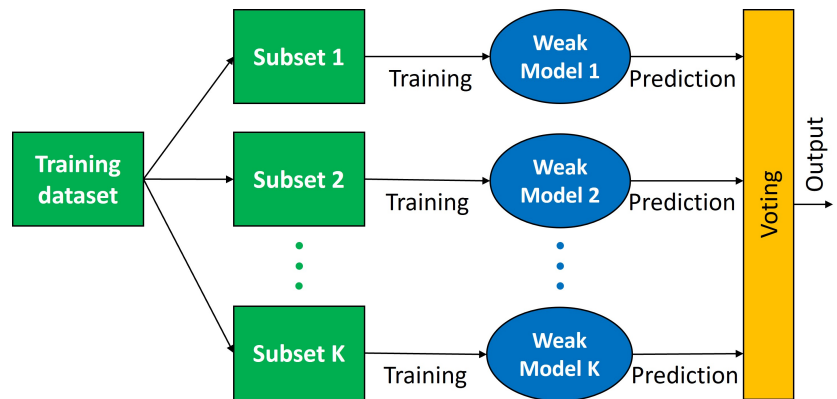 Training
dataset
Subset 1
Training
Weak
Model 1
Prediction
Subset 2
Training
Weak
Model 2
Prediction
Subset K
Training
Weak
Model K
Prediction
Voting
Output